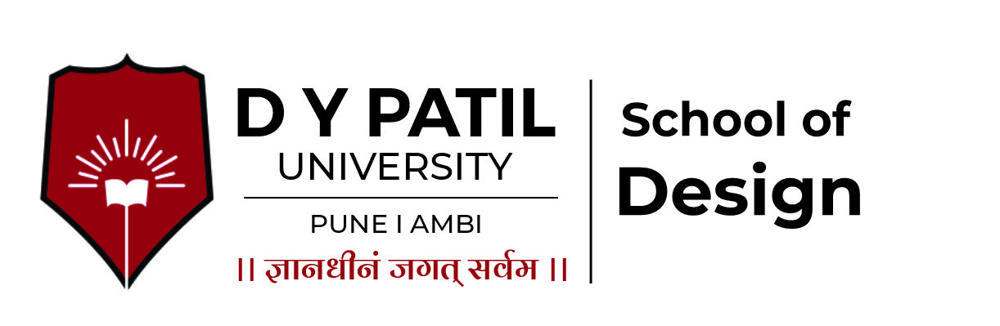 D Y PATIL
UNIVERSITY
PUNE I AMBI
।। ज्ञानधीनं जगत् सर्वम ।।
School of
Design